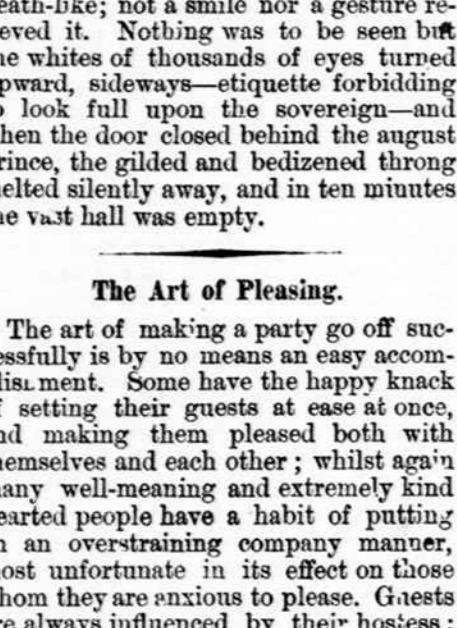 eath-like; not a smile nor a gesture re-
eved it. Nothing was to be seen but
he whites of thousands of eyes turned
pward, sideways—etiquette forbidding
o look full upon the sovereign—and
hen the door closed behind the august
rince, the gilded and bedizened throng
elted silently away, and in ten minutes
he vast hall was empty.
The Art of Pleasing.
The art of making a party go off suc-
essfully is by no means an easy accom-
lishment. Some have the happy knack
f setting their guests at ease at once,
nd making them pleased both with
hemselves and each other; whilst again
any well-meaning and extremely kind
earted people have a habit of putting
n an overstraining company manner,
ost unfortunate in its effect on those
hom they are anxious to please. Guests
re always influenced by their hostess;